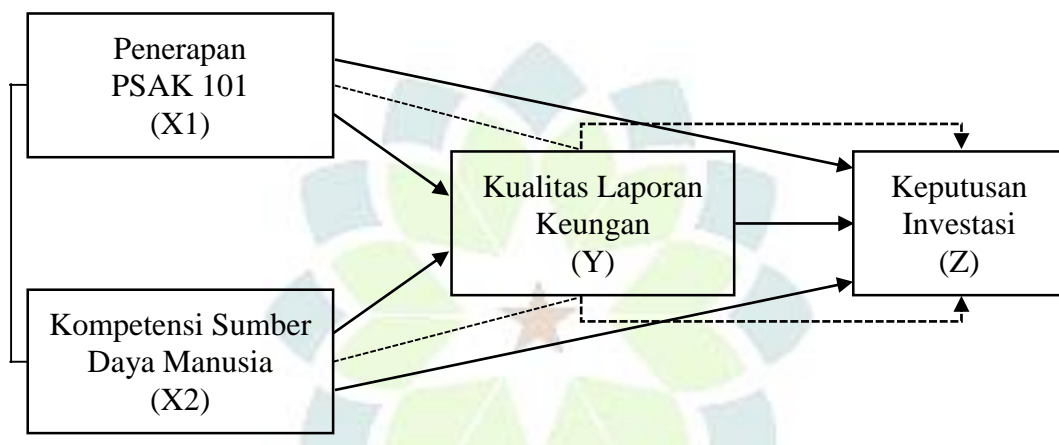 Penerapan
PSAK 101
(X1)
Kualitas Laporan
Keungan
(Y)
Keputusan
Investasi
(Z)
Kompetensi Sumber
Daya Manusia
(X2)